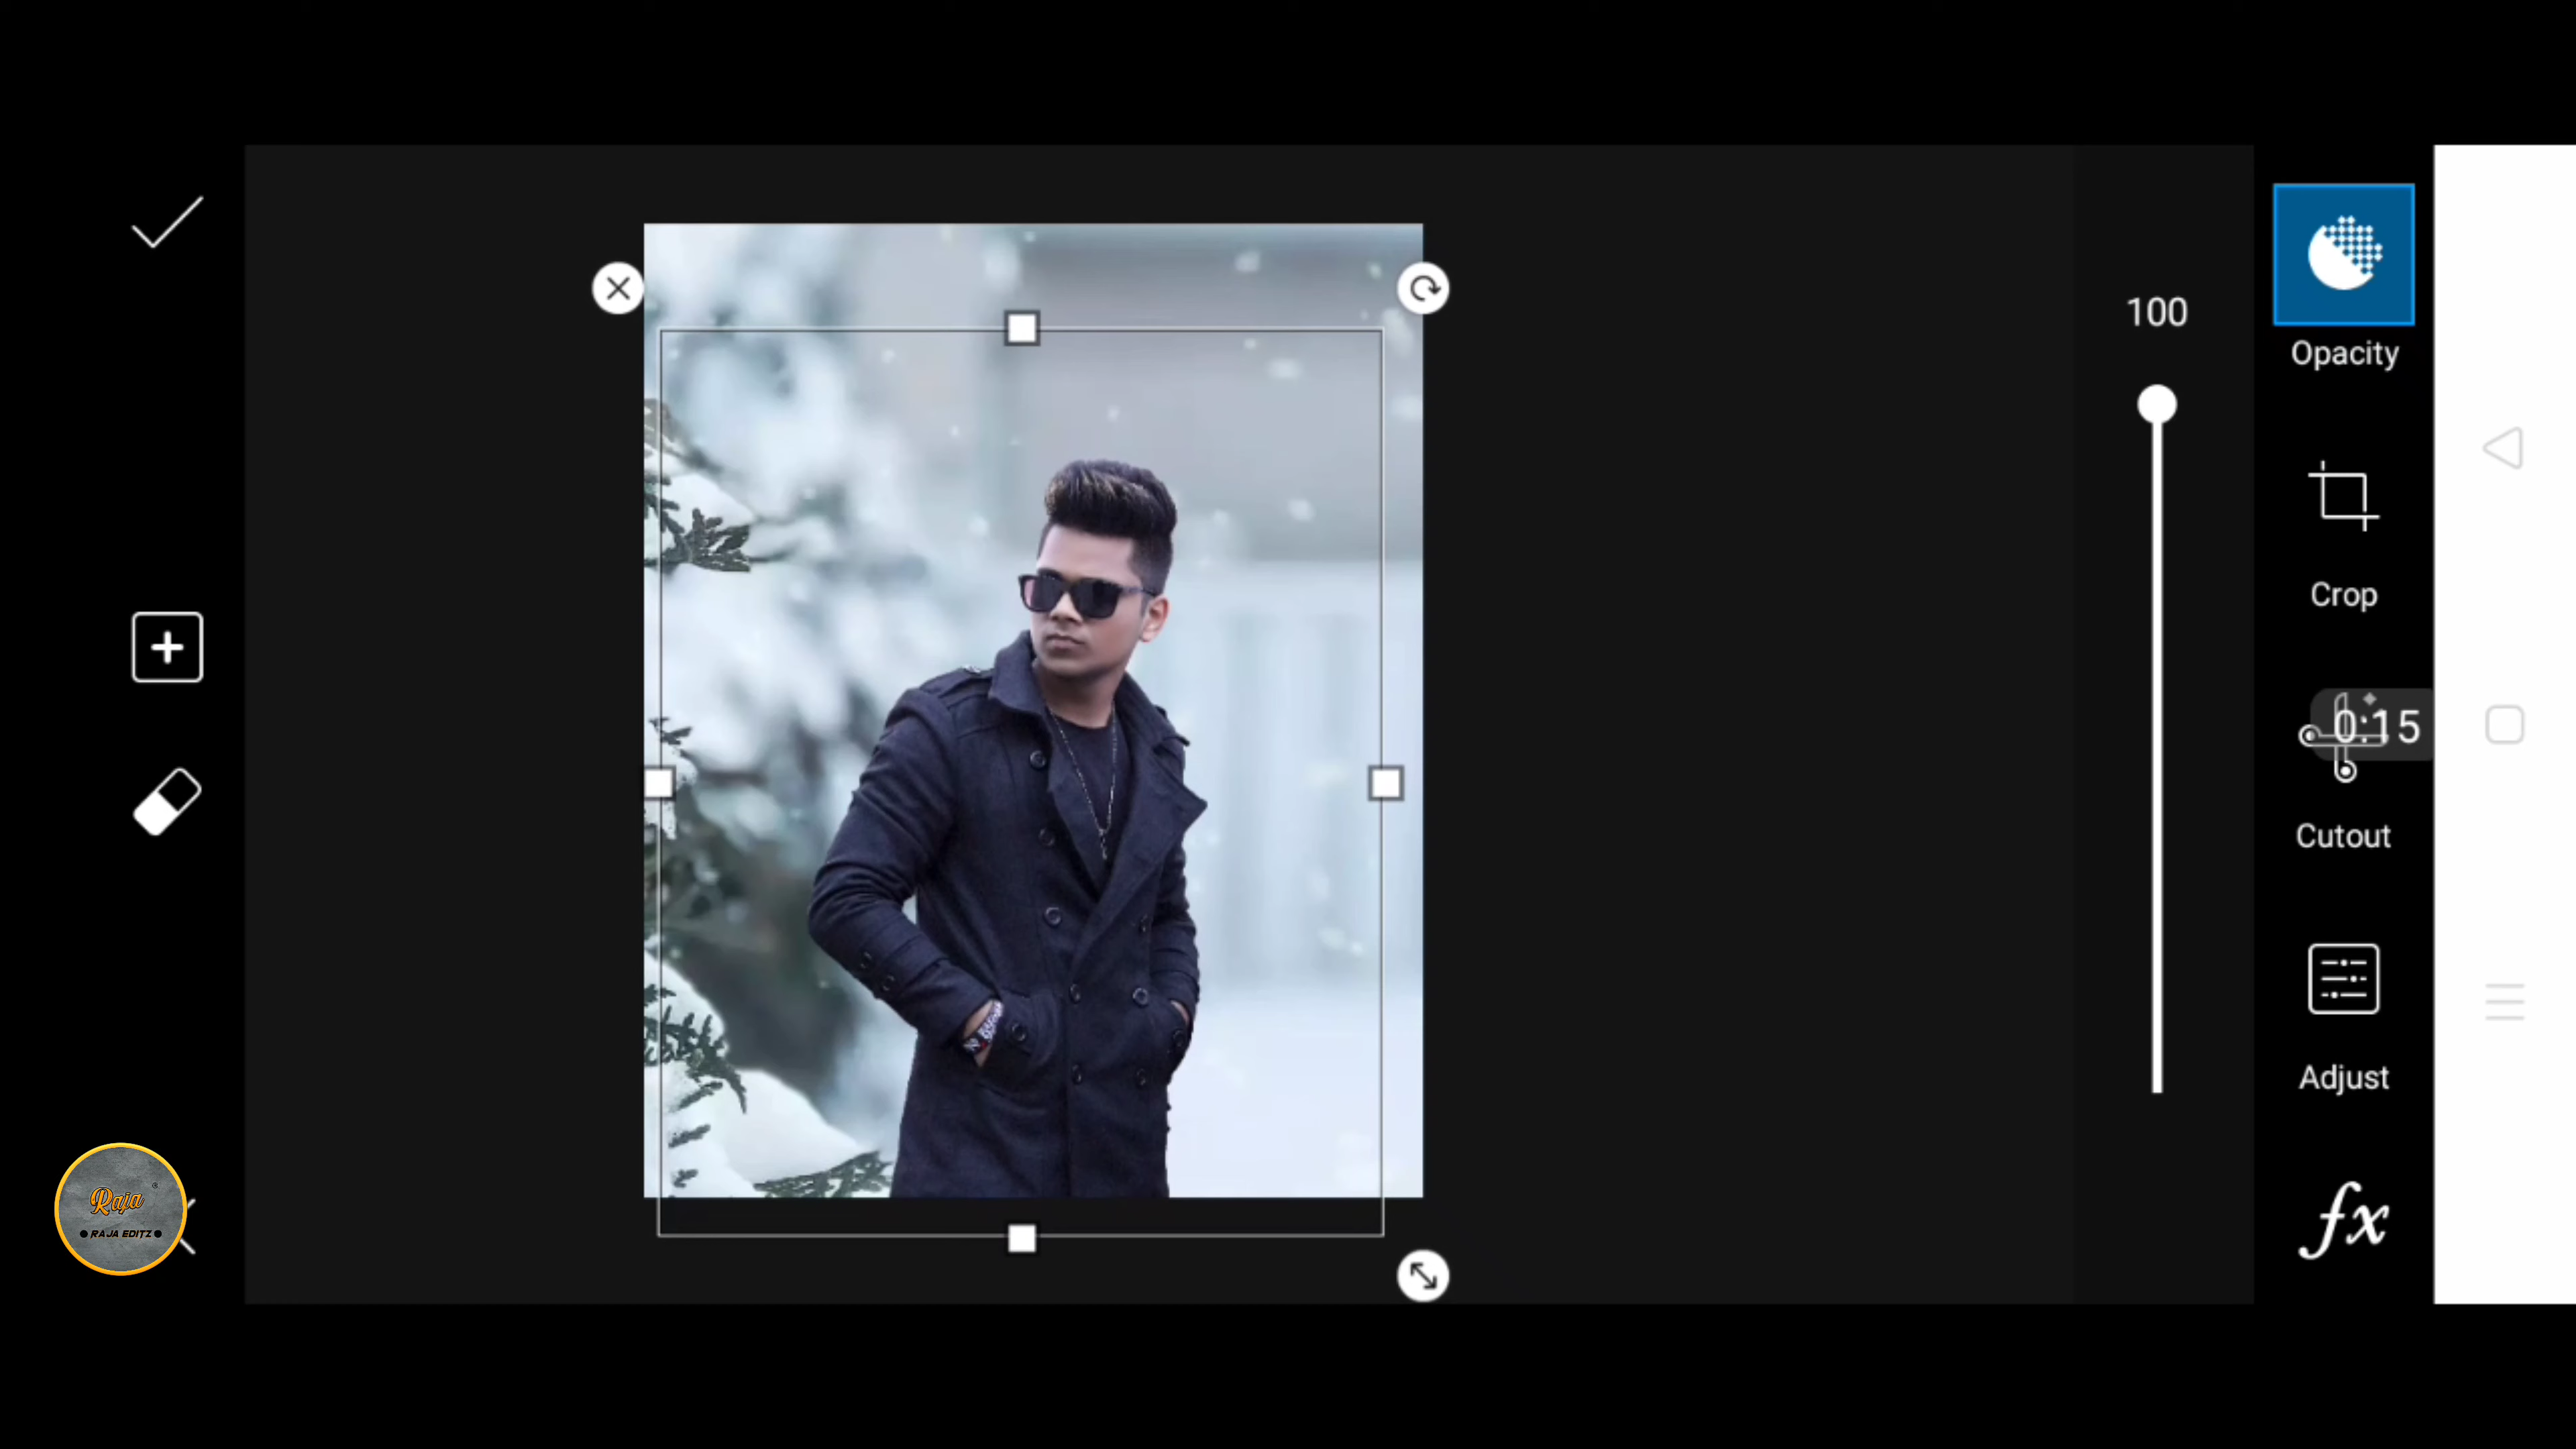 100
Opacity
Crop
0:15
Cutout
Adjust
fx
Raja
®
•RAJA EDITZ•